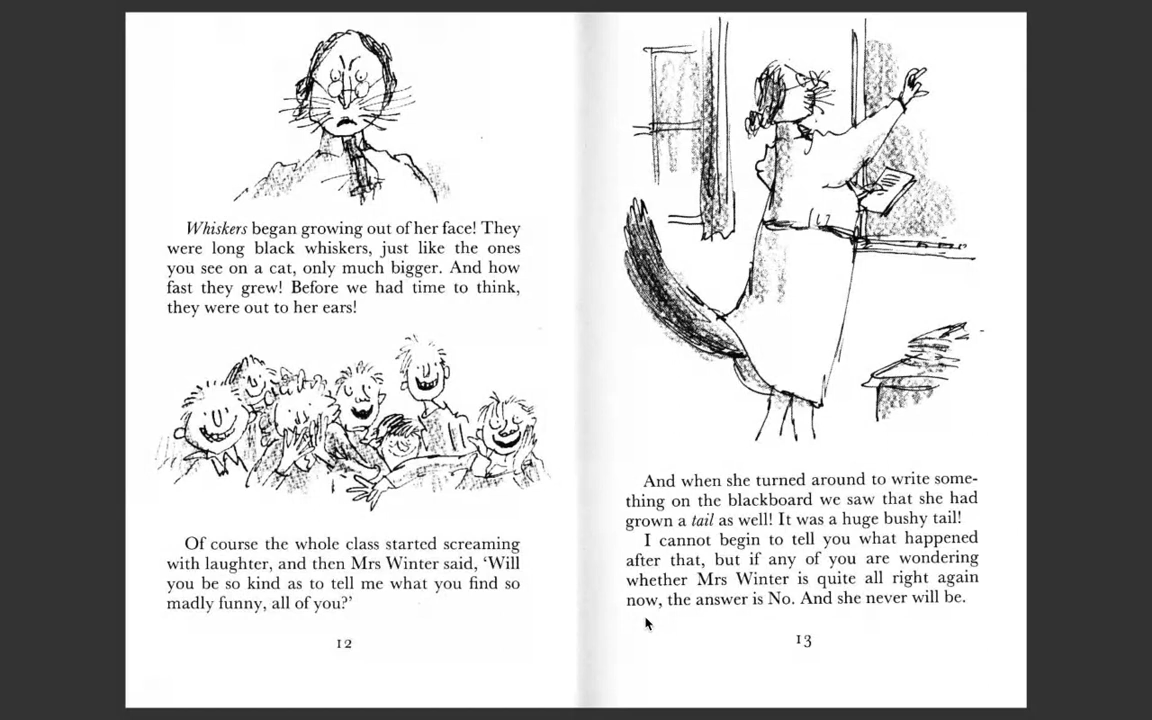 Whiskers began growing out of her face! They
were long black whiskers, just like the ones
you see on a cat, only much bigger. And how
fast they grew! Before we had time to think,
they were out to her ears!
Of course the whole class started screaming
with laughter, and then Mrs Winter said, ‘Will
you be so kind as to tell me what you find so
madly funny, all of you?’
12
And when she turned around to write some-
thing on the blackboard we saw that she had
grown a tail as well! It was a huge bushy tail!
I cannot begin to tell you what happened
after that, but if any of you are wondering
whether Mrs Winter is quite all right again
now, the answer is No. And she never will be.
13